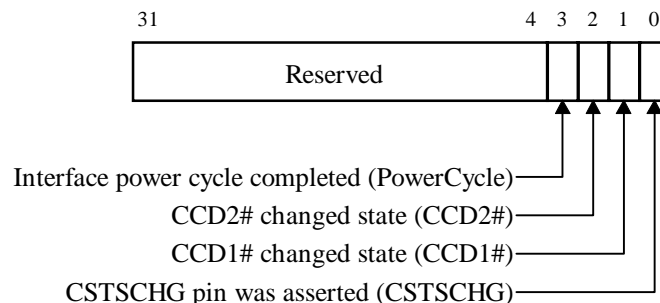 31 4 3 2 1 0
Reserved
Interface power cycle completed (PowerCycle)
CCD2# changed state (CCD2#)
CCD1# changed state (CCD1#)
CSTSCHG pin was asserted (CSTSCHG)